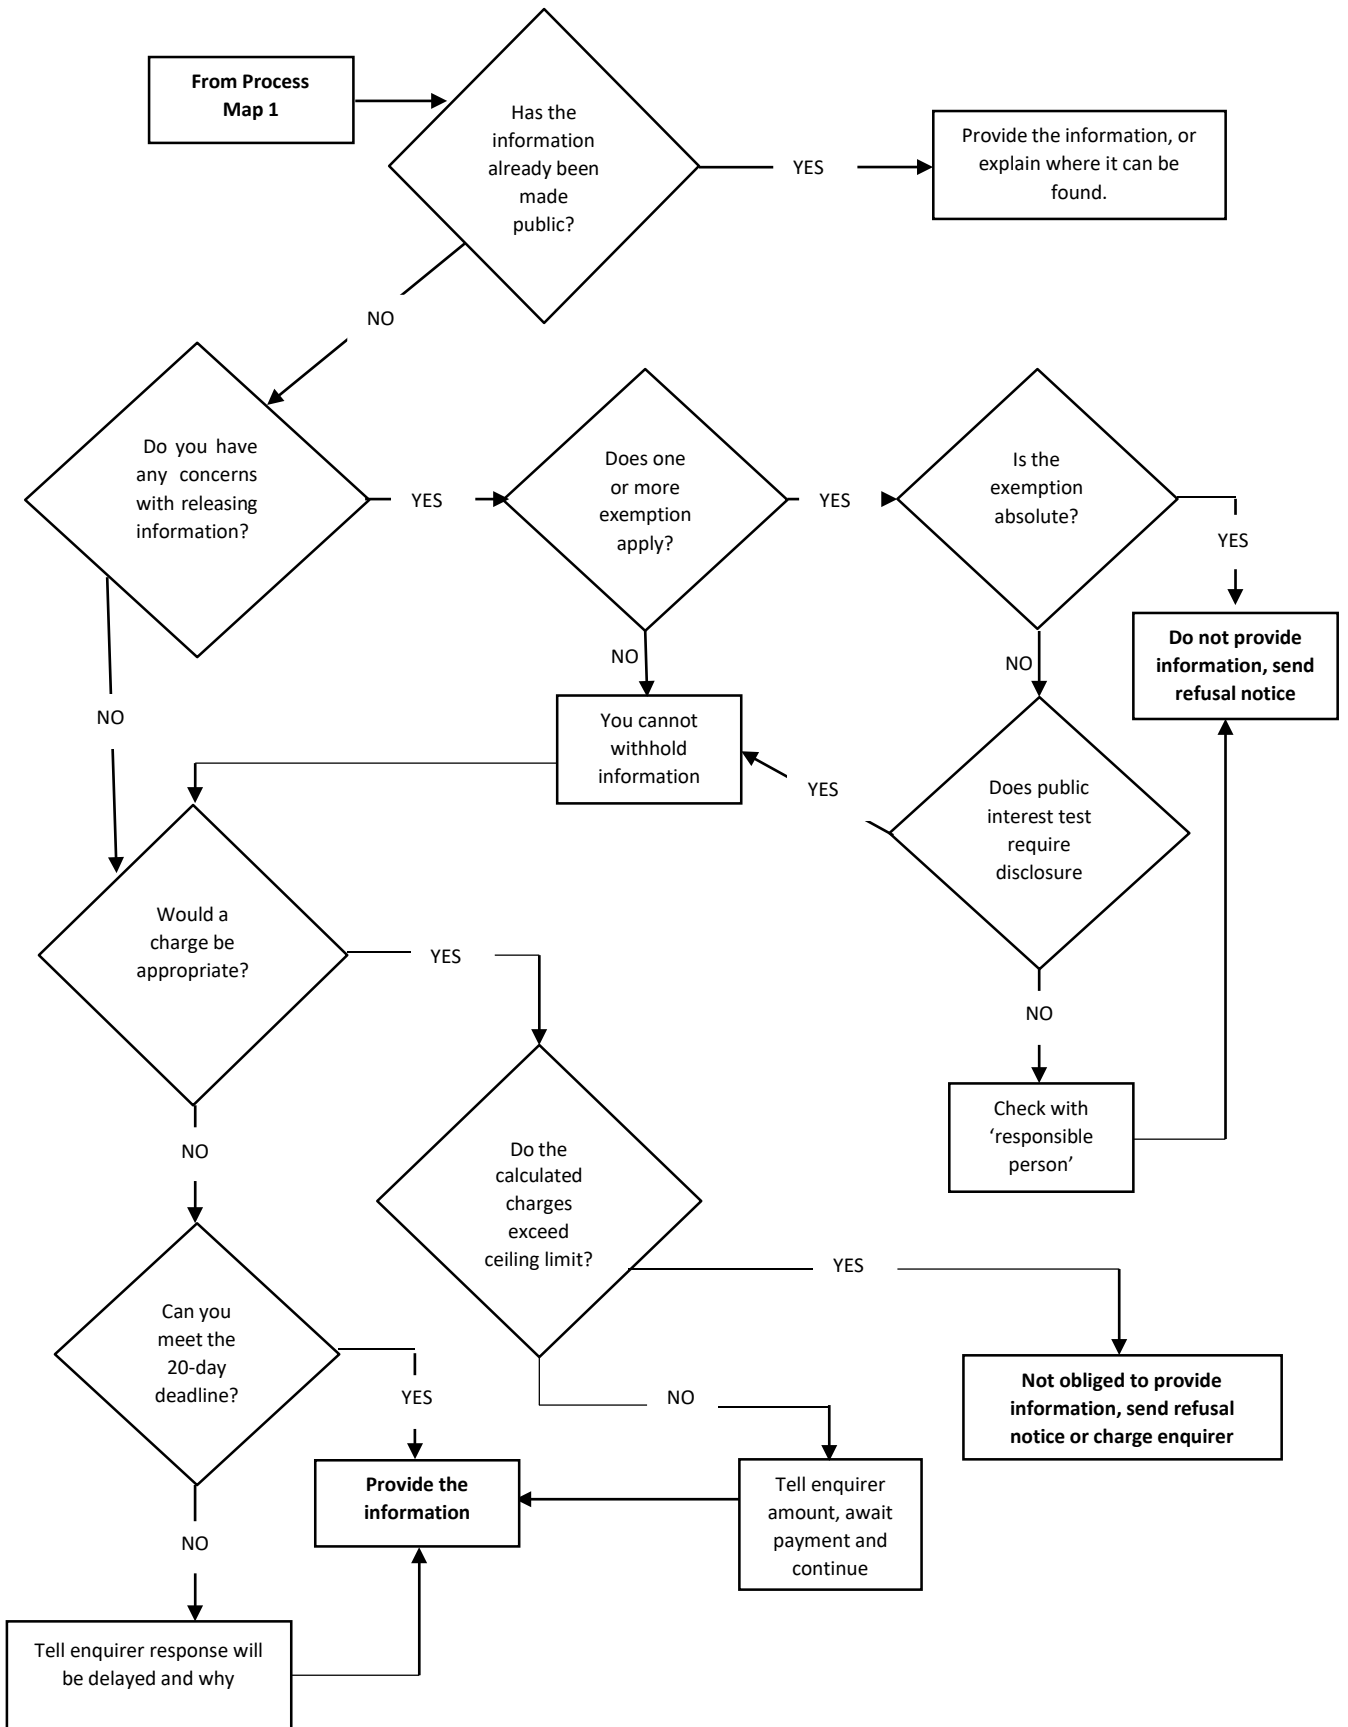 From Process
Map 1
Has the
information
already been
made
public?
YES
Provide the information, or
explain where it can be
found.
NO
Do you have
any concerns
with releasing
information?
YES
Does one
or more
exemption
apply?
YES
Is the
exemption
absolute?
YES
Do not provide
information, send
refusal notice
NO
NO
NO
You cannot
withhold
information
YES
Does public
interest test
require
disclosure
Would a
charge be
appropriate?
YES
NO
Check with
‘responsible
person’
NO
Do the
calculated
charges
exceed
ceiling limit?
YES
Can you
meet the
20-day
deadline?
YES
NO
Not obliged to provide
information, send refusal
notice or charge enquirer
Provide the
information
Tell enquirer
amount, await
payment and
continue
NO
Tell enquirer response will
be delayed and why